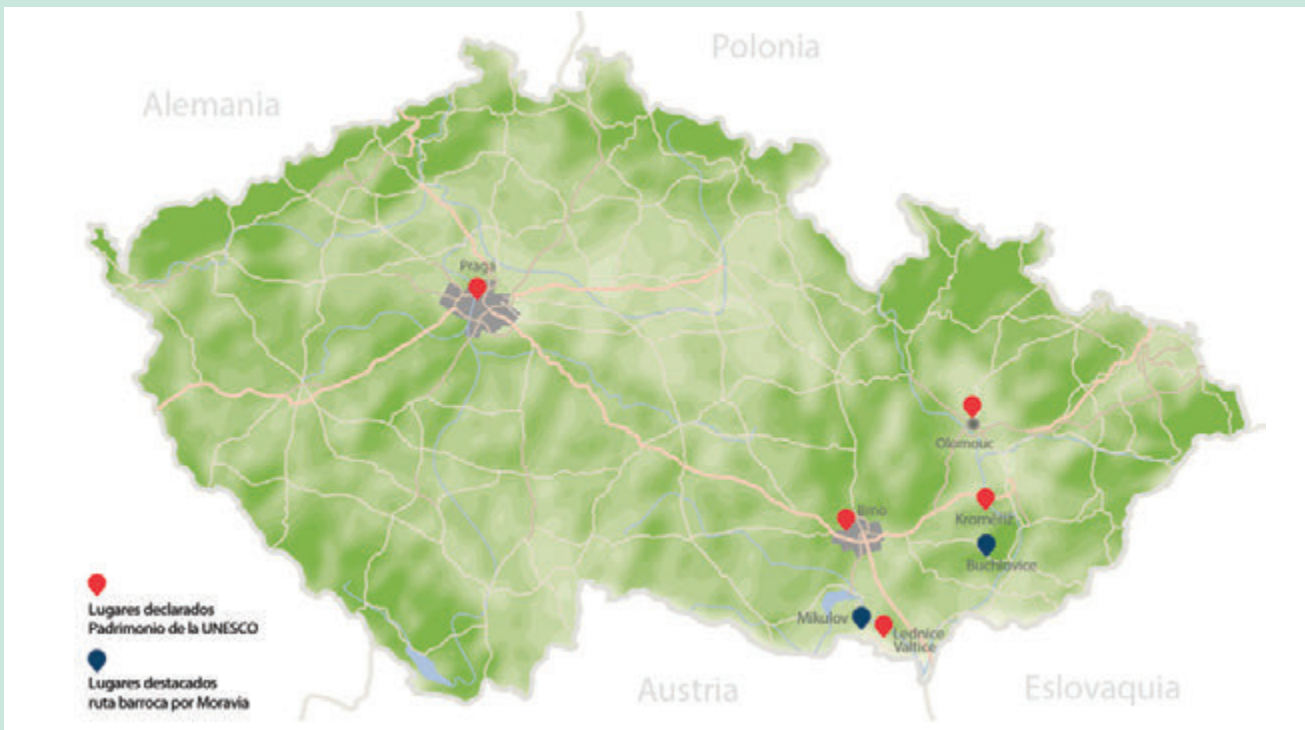 Polonia
Alemania
Praga
Olomouc
Kroměříž
Brno
Buchlovice
Mikulov
Lednice
Valtice
Lugares declarados
Padrimonio de la UNESCO
Lugares destacados
ruta barroca por Moravia
Austria
Eslovaquia